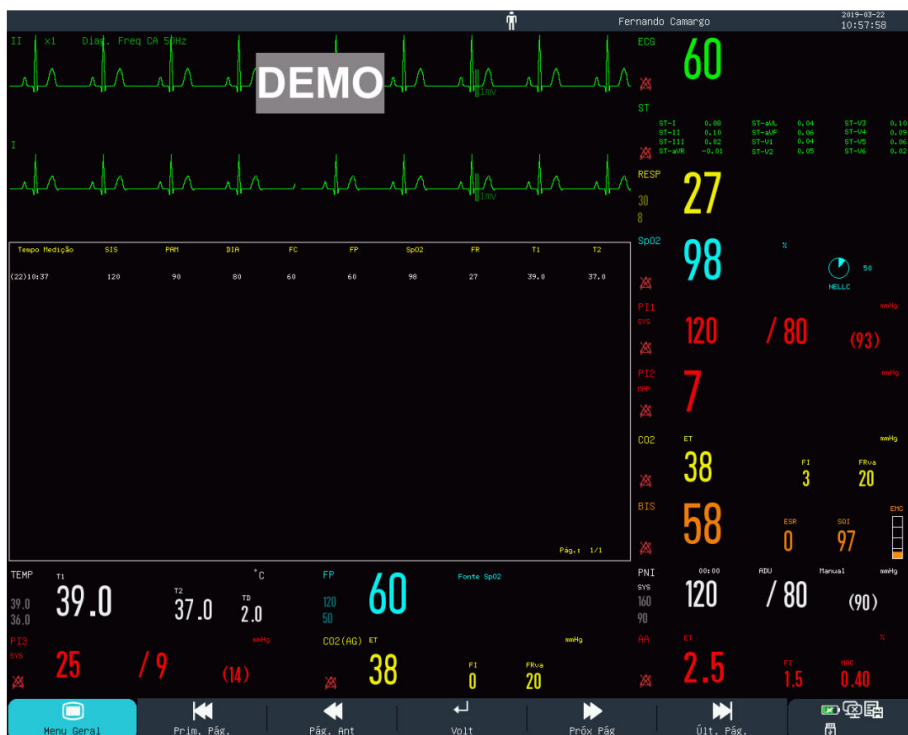 Fernando Camargo 2019-03-22
10:57:58
II x1 Diag. Freq CA 50Hz
DEMO
1mv
I
1mv
Tempo Medição SIS PAM DIA FC FP SpO2 FR T1 T2
(22)10:37 120 90 80 60 60 98 27 39.0 37.0
Pág.: 1/1
ECG 60
ST
ST-I 0.08 ST-aVL 0.04 ST-V3 0.10
ST-II 0.10 ST-aVF 0.06 ST-V4 0.09
ST-III 0.02 ST-V1 0.04 ST-V5 0.06
ST-aVR -0.01 ST-V2 0.05 ST-V6 0.02
RESP 27
30
8
SpO2 98 %
50
NELLC
PI1 mmHg
SYS 120 / 80 (93)
PI2 mmHg
MAP 7
CO2 ET mmHg
38 FI 3 FRva 20
BIS 58 ESR 0 SQI 97 EMG
TEMP T1 39.0 T2 37.0 TD 2.0 °C
39.0
36.0
FP 60 Fonte SpO2
120
50
PNI 00:00 ADU Manual mmHg
SYS 120 / 80 (90)
160
90
PI3 mmHg
SYS 25 / 9 (14)
CO2(AG) ET mmHg
38 FI 0 FRva 20
AA ET %
2.5 FI 1.5 MAC 0.40
Menu Geral Prim. Pág. Pág. Ant Volt Próx Pág Últ. Pág.